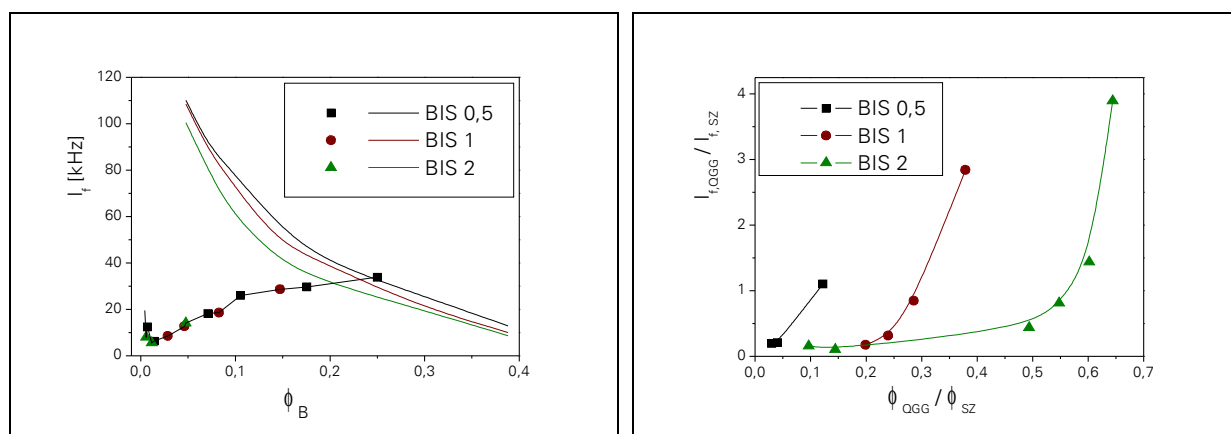 120
100
80
60
40
20
0
I_f [kHz]
BIS 0,5
BIS 1
BIS 2
0,0 0,1 0,2 0,3 0,4
ϕ_B
4
3
2
1
0
I_f,QGG / I_f, SZ
BIS 0,5
BIS 1
BIS 2
0,0 0,1 0,2 0,3 0,4 0,5 0,6 0,7
ϕ_QGG / ϕ_SZ